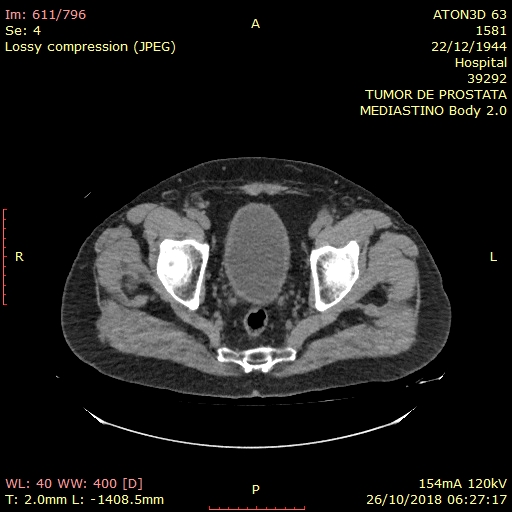 Im: 611/796
Se: 4
Lossy compression (JPEG)
A
ATON3D 63
1581
22/12/1944
Hospital
39292
TUMOR DE PROSTATA
MEDIASTINO Body 2.0
R
L
WL: 40 WW: 400 [D]
T: 2.0mm L: -1408.5mm
P
154mA 120kV
26/10/2018 06:27:17